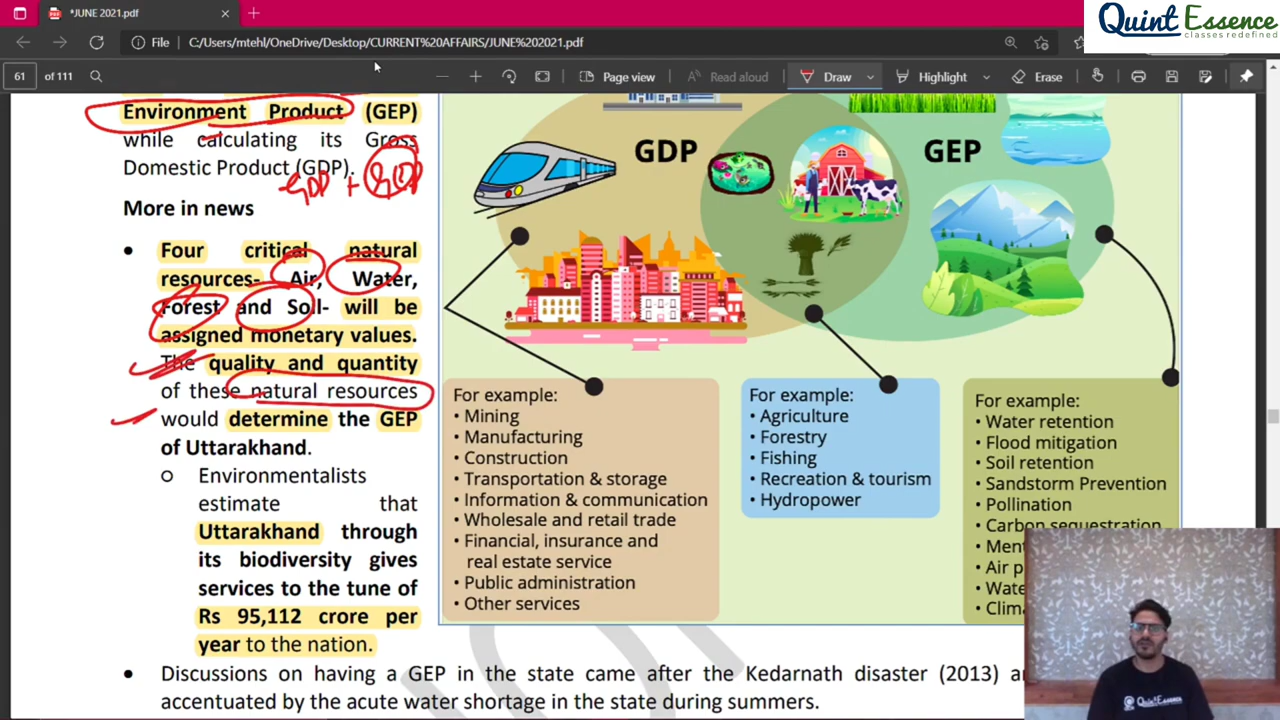 *JUNE 2021.pdf
Quint Essence
classes redefined
File
C:/Users/mtehl/OneDrive/Desktop/CURRENT%20AFFAIRS/JUNE%202021.pdf
61 of 111
Page view
Read aloud
Draw
Highlight
Erase
Environment Product (GEP)
while calculating its Gross
Domestic Product (GDP).
GDP + GEP
More in news
Four critical natural
resources- Air, Water,
Forest and Soil- will be
assigned monetary values.
The quality and quantity
of these natural resources
would determine the GEP
of Uttarakhand.
Environmentalists
estimate that
Uttarakhand through
its biodiversity gives
services to the tune of
Rs 95,112 crore per
year to the nation.
GDP
GEP
For example:
• Mining
• Manufacturing
• Construction
• Transportation & storage
• Information & communication
• Wholesale and retail trade
• Financial, insurance and
real estate service
• Public administration
• Other services
For example:
• Agriculture
• Forestry
• Fishing
• Recreation & tourism
• Hydropower
For example:
• Water retention
• Flood mitigation
• Soil retention
• Sandstorm Prevention
• Pollination
• Carbon sequestration
• Air
Discussions on having a GEP in the state came after the Kedarnath disaster (2013)
accentuated by the acute water shortage in the state during summers.
Quint Essence